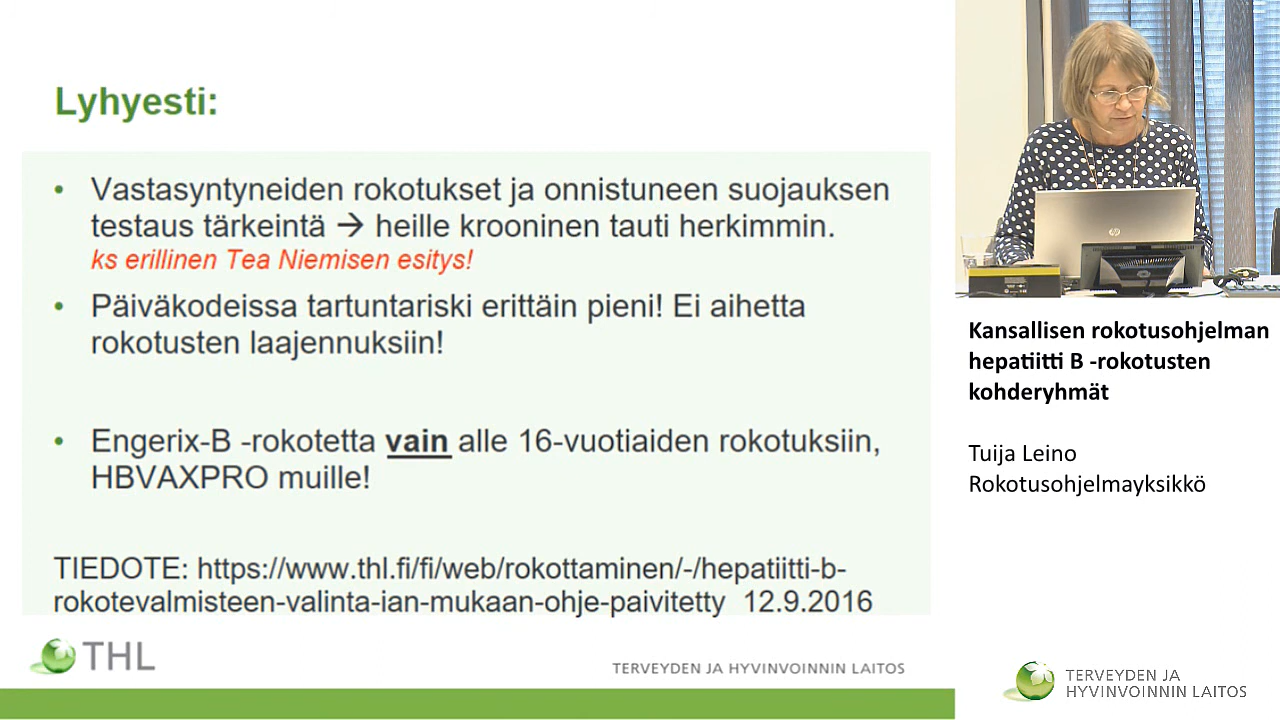 Lyhyesti:
• Vastasyntyneiden rokotukset ja onnistuneen suojauksen
testaus tärkeintä → heille krooninen tauti herkimmin.
ks erillinen Tea Niemisen esitys!
• Päiväkodeissa tartuntariski erittäin pieni! Ei aihetta
rokotusten laajennuksiin!
• Engerix-B -rokotetta vain alle 16-vuotiaiden rokotuksiin,
HBVAXPRO muille!
TIEDOTE: https://www.thl.fi/fi/web/rokottaminen/-/hepatiitti-b-
rokotevalmisteen-valinta-ian-mukaan-ohje-paivitetty 12.9.2016
THL
TERVEYDEN JA HYVINVOINNIN LAITOS
hp
Kansallisen rokotusohjelman
hepatiitti B -rokotusten
kohderyhmät
Tuija Leino
Rokotusohjelmayksikkö
TERVEYDEN JA
HYVINVOINNIN LAITOS